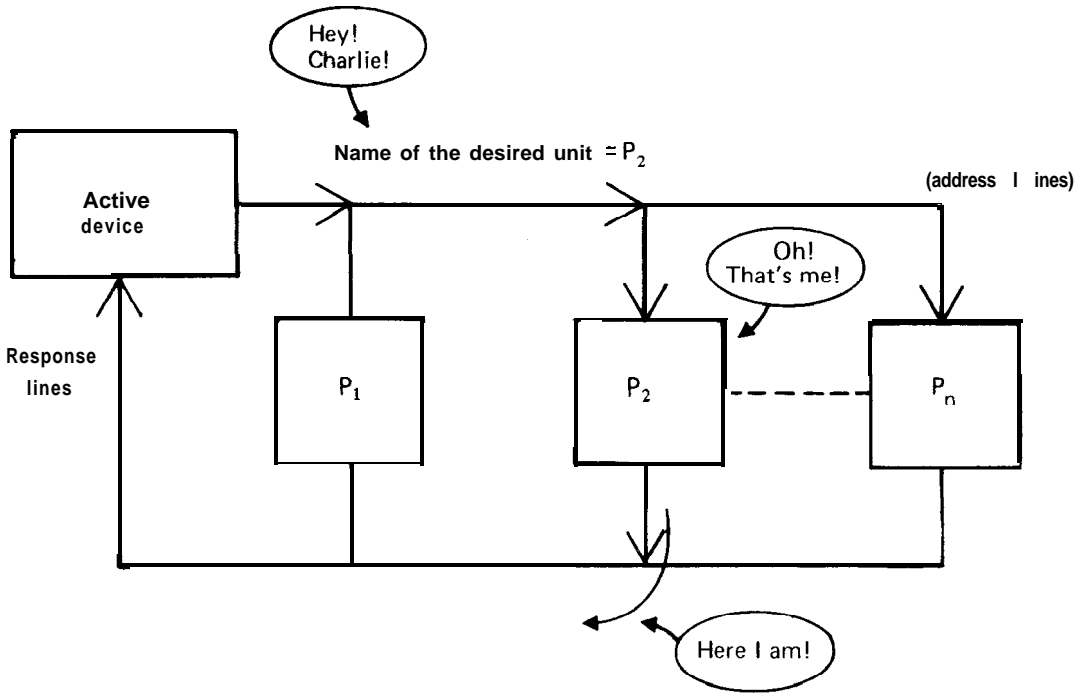 Hey!
Charlie!
Name of the desired unit = P₂
(address l ines)
Active
device
Oh!
That's me!
Response
lines
P₁
P₂
Pₙ
Here I am!